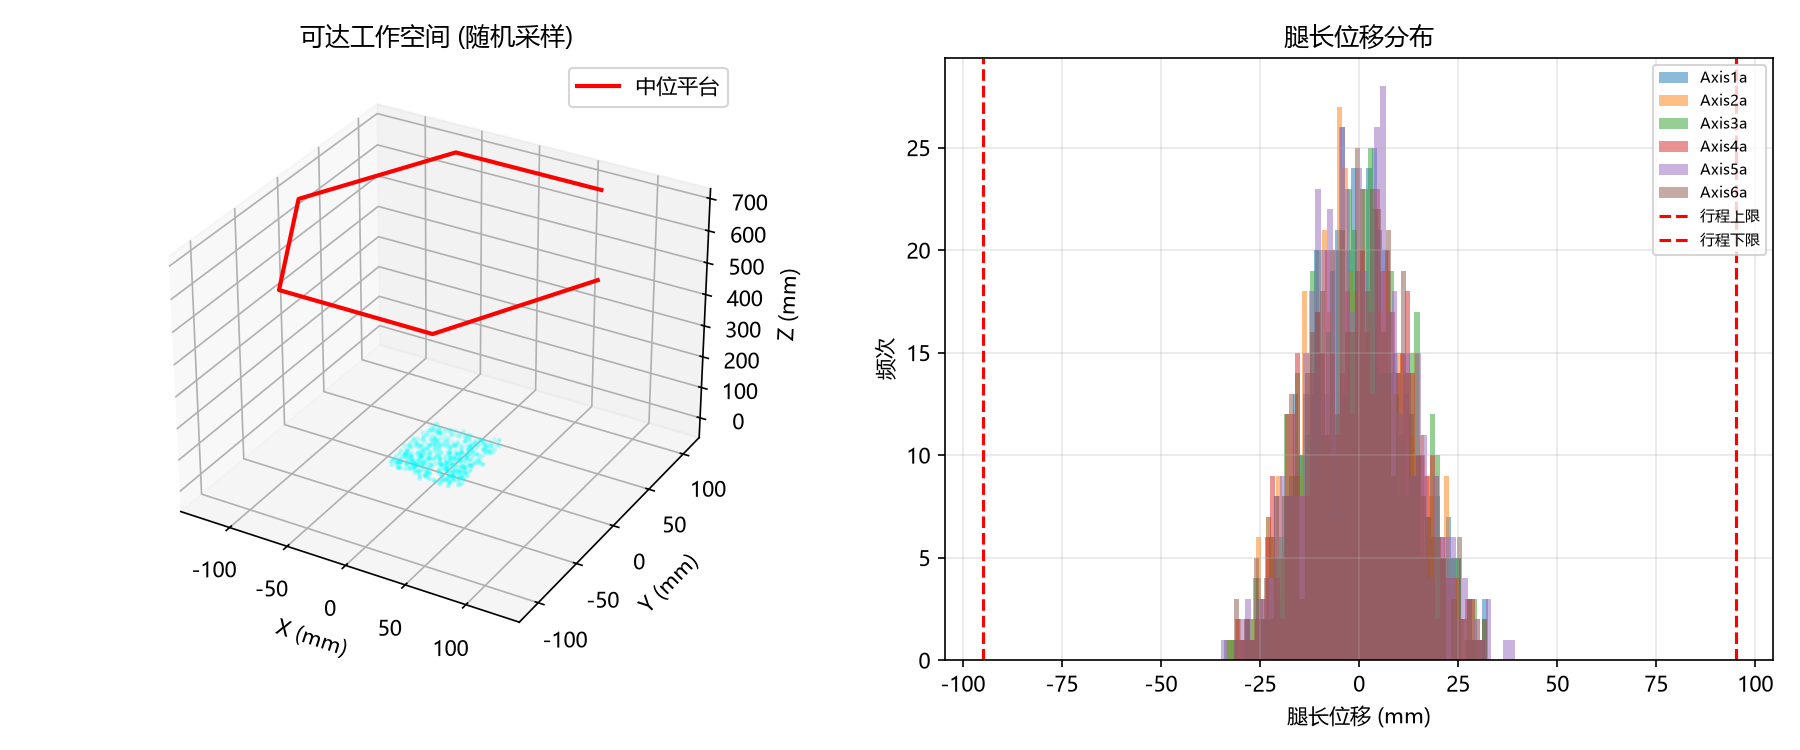 可达工作空间 (随机采样)
中位平台
700
600
500
400
300
200
100
0
Z (mm)
-100
-50
0
50
100
X (mm)
-100
-50
0
50
100
Y (mm)
腿长位移分布
Axis1a
Axis2a
Axis3a
Axis4a
Axis5a
Axis6a
行程上限
行程下限
25
20
15
10
5
0
频次
-100
-75
-50
-25
0
25
50
75
100
腿长位移 (mm)